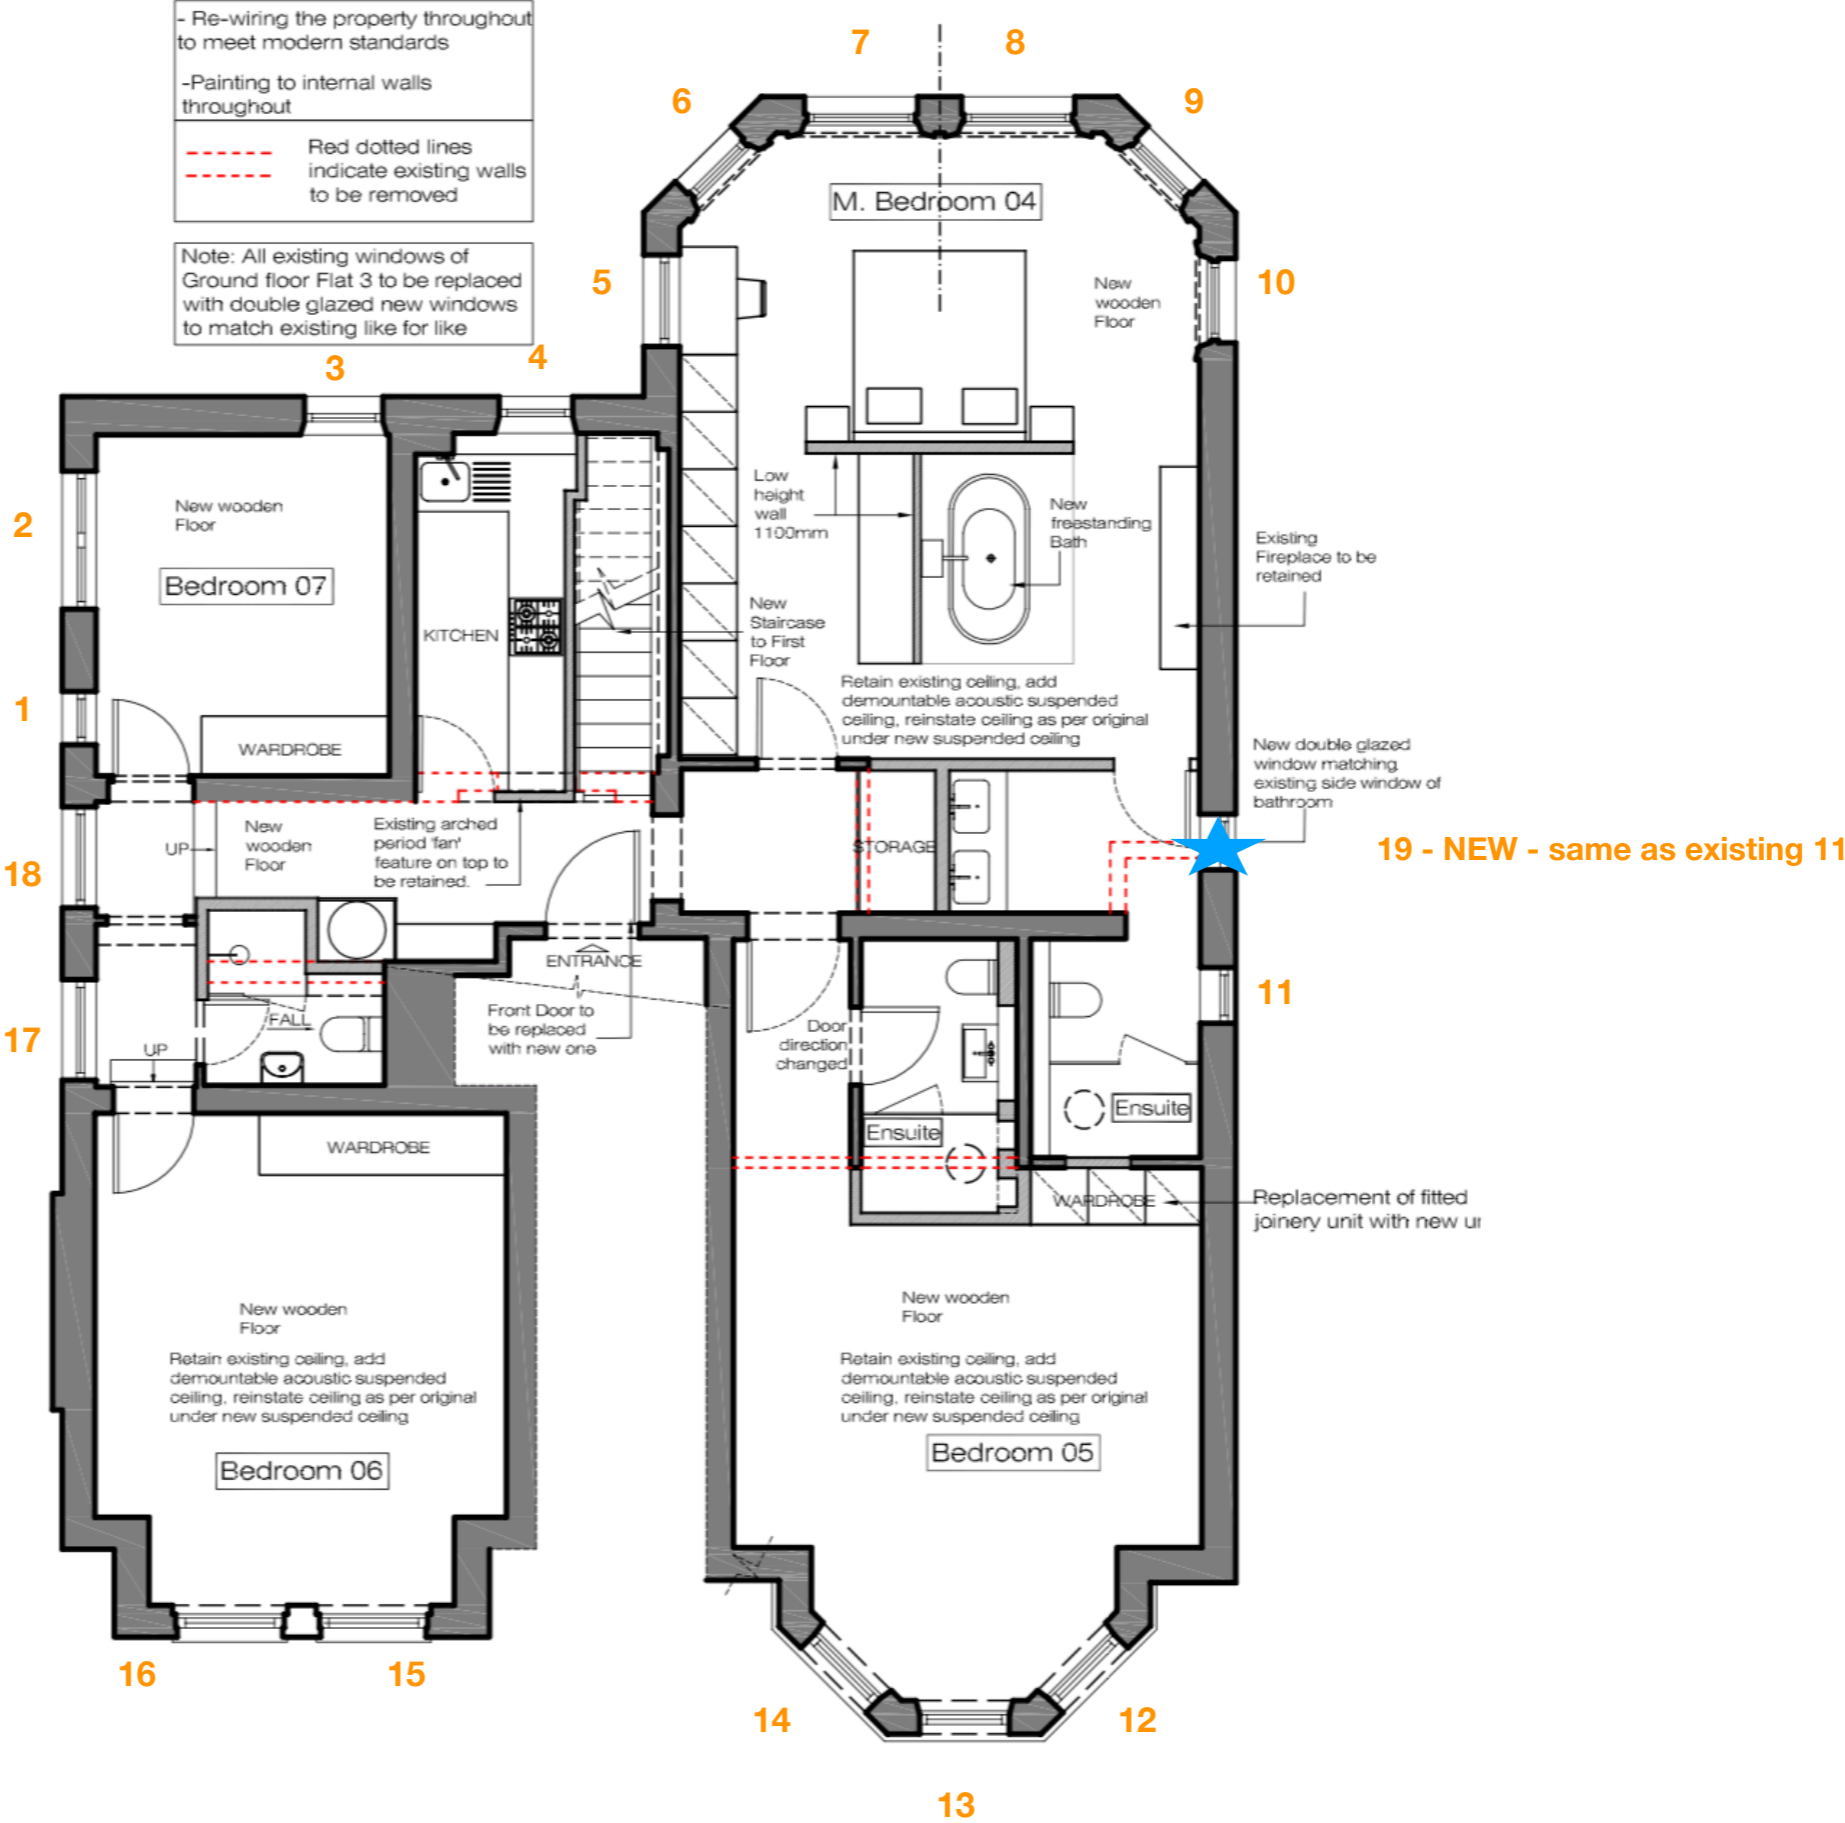 - Re-wiring the property throughout
to meet modern standards
-Painting to internal walls
throughout
Red dotted lines
indicate existing walls
to be removed
Note: All existing windows of
Ground floor Flat 3 to be replaced
with double glazed new windows
to match existing like for like
7
8
6
9
M. Bedroom 04
5
10
New
wooden
Floor
3
4
2
New wooden
Floor
Bedroom 07
KITCHEN
Low
height
wall
1100mm
New
freestanding
Bath
Existing
Fireplace to be
retained
New
Staircase
to First
Floor
1
WARDROBE
Retain existing ceiling, add
demountable acoustic suspended
ceiling, reinstate ceiling as per original
under new suspended ceiling
New double glazed
window matching
existing side window of
bathroom
19 - NEW - same as existing 11
UP
New
wooden
Floor
Existing arched
period 'fan'
feature on top to
be retained.
STORAGE
18
ENTRANCE
11
17
FALL
UP
Front Door to
be replaced
with new one
Door
direction
changed
Ensuite
Ensuite
WARDROBE
WARDROBE
Replacement of fitted
joinery unit with new
New wooden
Floor
Retain existing ceiling, add
demountable acoustic suspended
ceiling, reinstate ceiling as per original
under new suspended ceiling
Bedroom 06
New wooden
Floor
Retain existing ceiling, add
demountable acoustic suspended
ceiling, reinstate ceiling as per original
under new suspended ceiling
Bedroom 05
16
15
14
12
13